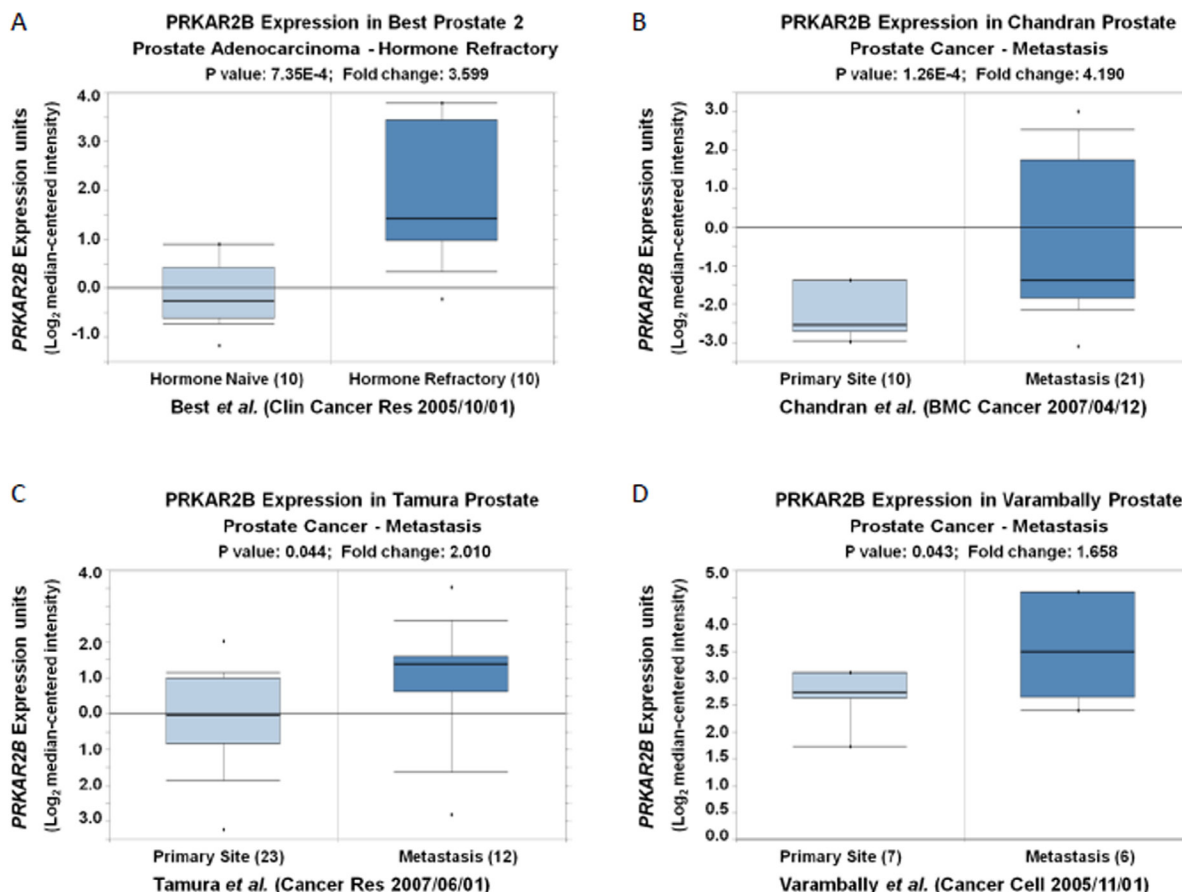 A
PRKAR2B Expression in Best Prostate 2
Prostate Adenocarcinoma - Hormone Refractory
P value: 7.35E-4; Fold change: 3.599
PRKAR2B Expression units
(Log2 median-centered intensity)
4.0
3.0
2.0
1.0
0.0
-1.0
Hormone Naive (10)
Hormone Refractory (10)
Best et al. (Clin Cancer Res 2005/10/01)
B
PRKAR2B Expression in Chandran Prostate
Prostate Cancer - Metastasis
P value: 1.26E-4; Fold change: 4.190
PRKAR2B Expression units
(Log2 median-centered intensity)
3.0
2.0
1.0
0.0
-1.0
-2.0
-3.0
Primary Site (10)
Metastasis (21)
Chandran et al. (BMC Cancer 2007/04/12)
C
PRKAR2B Expression in Tamura Prostate
Prostate Cancer - Metastasis
P value: 0.044; Fold change: 2.010
PRKAR2B Expression units
(Log2 median-centered intensity)
4.0
2.0
1.0
0.0
1.0
2.0
3.0
Primary Site (23)
Metastasis (12)
Tamura et al. (Cancer Res 2007/06/01)
D
PRKAR2B Expression in Varambally Prostate
Prostate Cancer - Metastasis
P value: 0.043; Fold change: 1.658
PRKAR2B Expression units
(Log2 median-centered intensity)
5.0
4.0
3.5
3.0
2.5
2.0
1.0
1.5
0.5
0.0
Primary Site (7)
Metastasis (6)
Varambally et al. (Cancer Cell 2005/11/01)